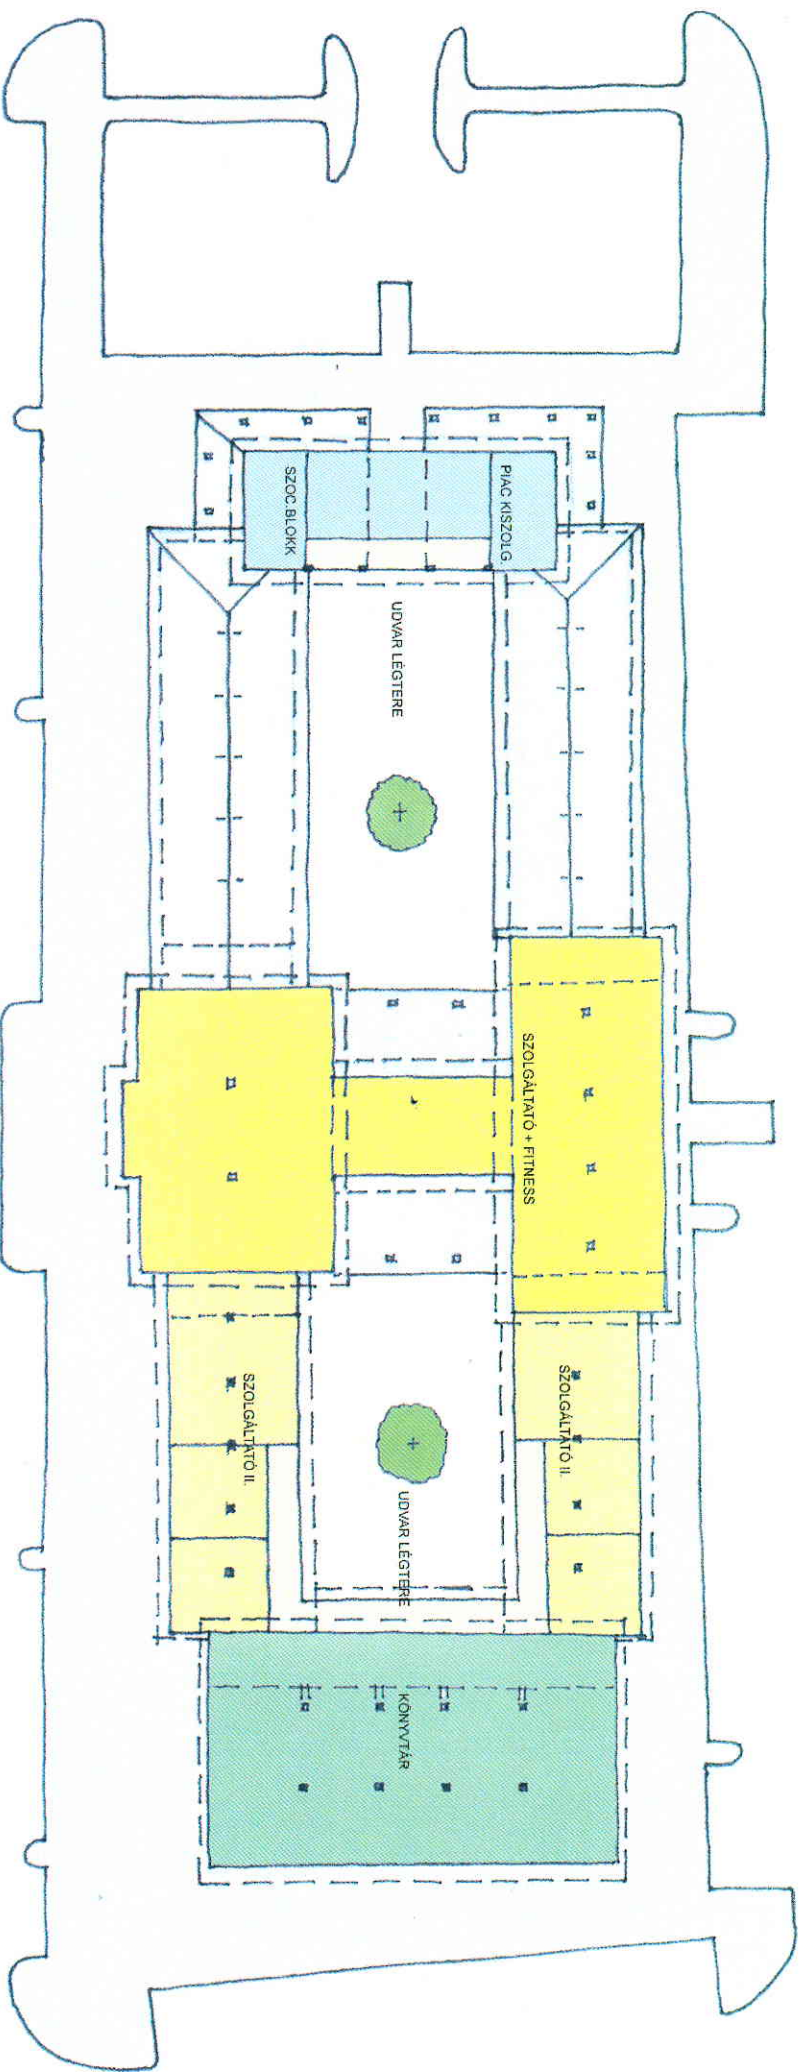 SZOC.BLOKK
PIAC KISZOLG.
UDVAR LÉGTERE
SZOLGÁLTATÓ + FITNESS
SZOLGÁLTATÓ II.
SZOLGÁLTATÓ II.
UDVAR LÉGTERE
KÖNYVTÁR